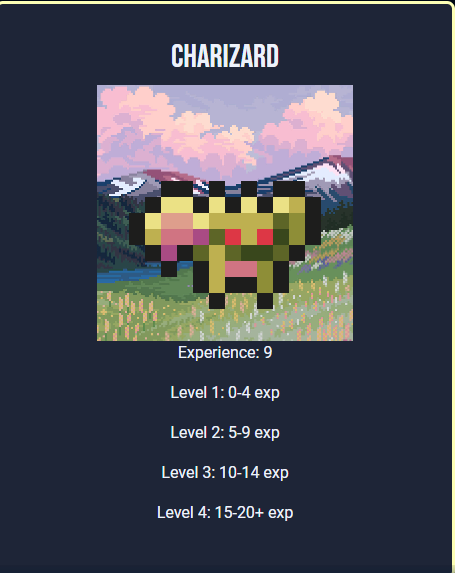 CHARIZARD
Experience: 9
Level 1: 0-4 exp
Level 2: 5-9 exp
Level 3: 10-14 exp
Level 4: 15-20+ exp